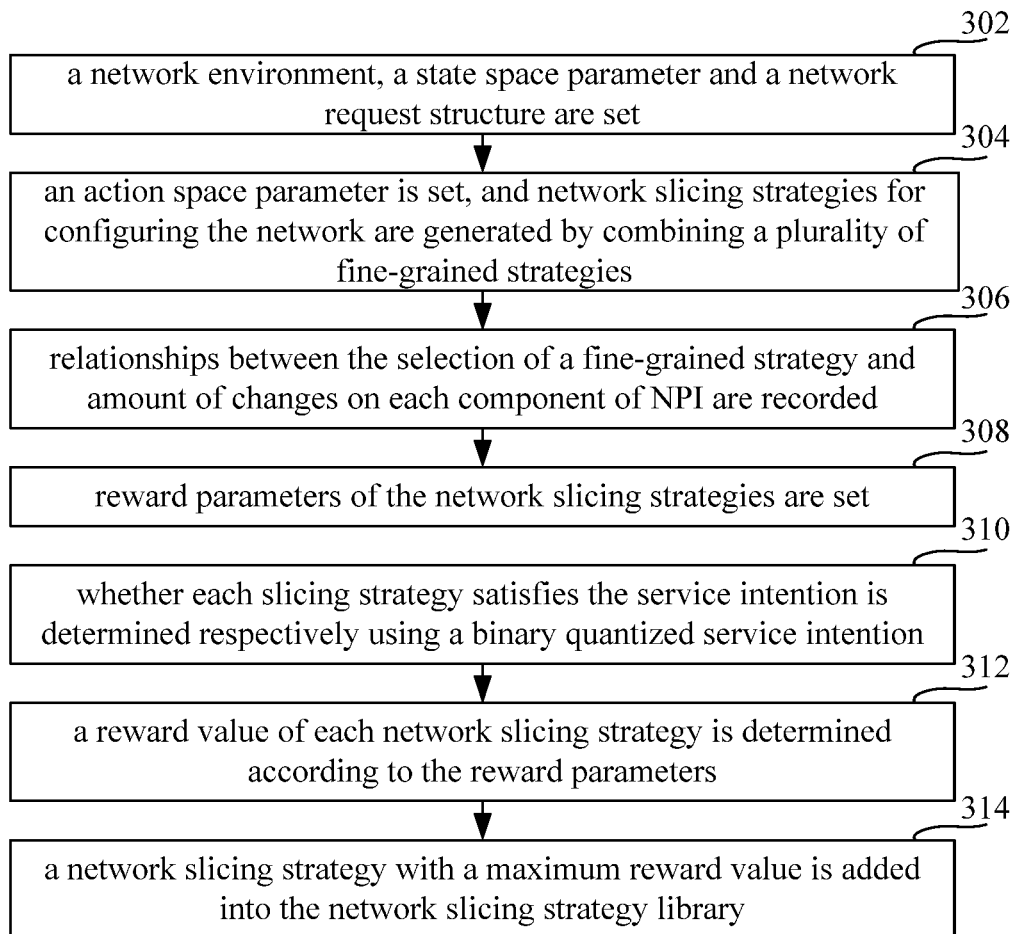 302
a network environment, a state space parameter and a network
request structure are set
304
an action space parameter is set, and network slicing strategies for
configuring the network are generated by combining a plurality of
fine-grained strategies
306
relationships between the selection of a fine-grained strategy and
amount of changes on each component of NPI are recorded
308
reward parameters of the network slicing strategies are set
310
whether each slicing strategy satisfies the service intention is
determined respectively using a binary quantized service intention
312
a reward value of each network slicing strategy is determined
according to the reward parameters
314
a network slicing strategy with a maximum reward value is added
into the network slicing strategy library